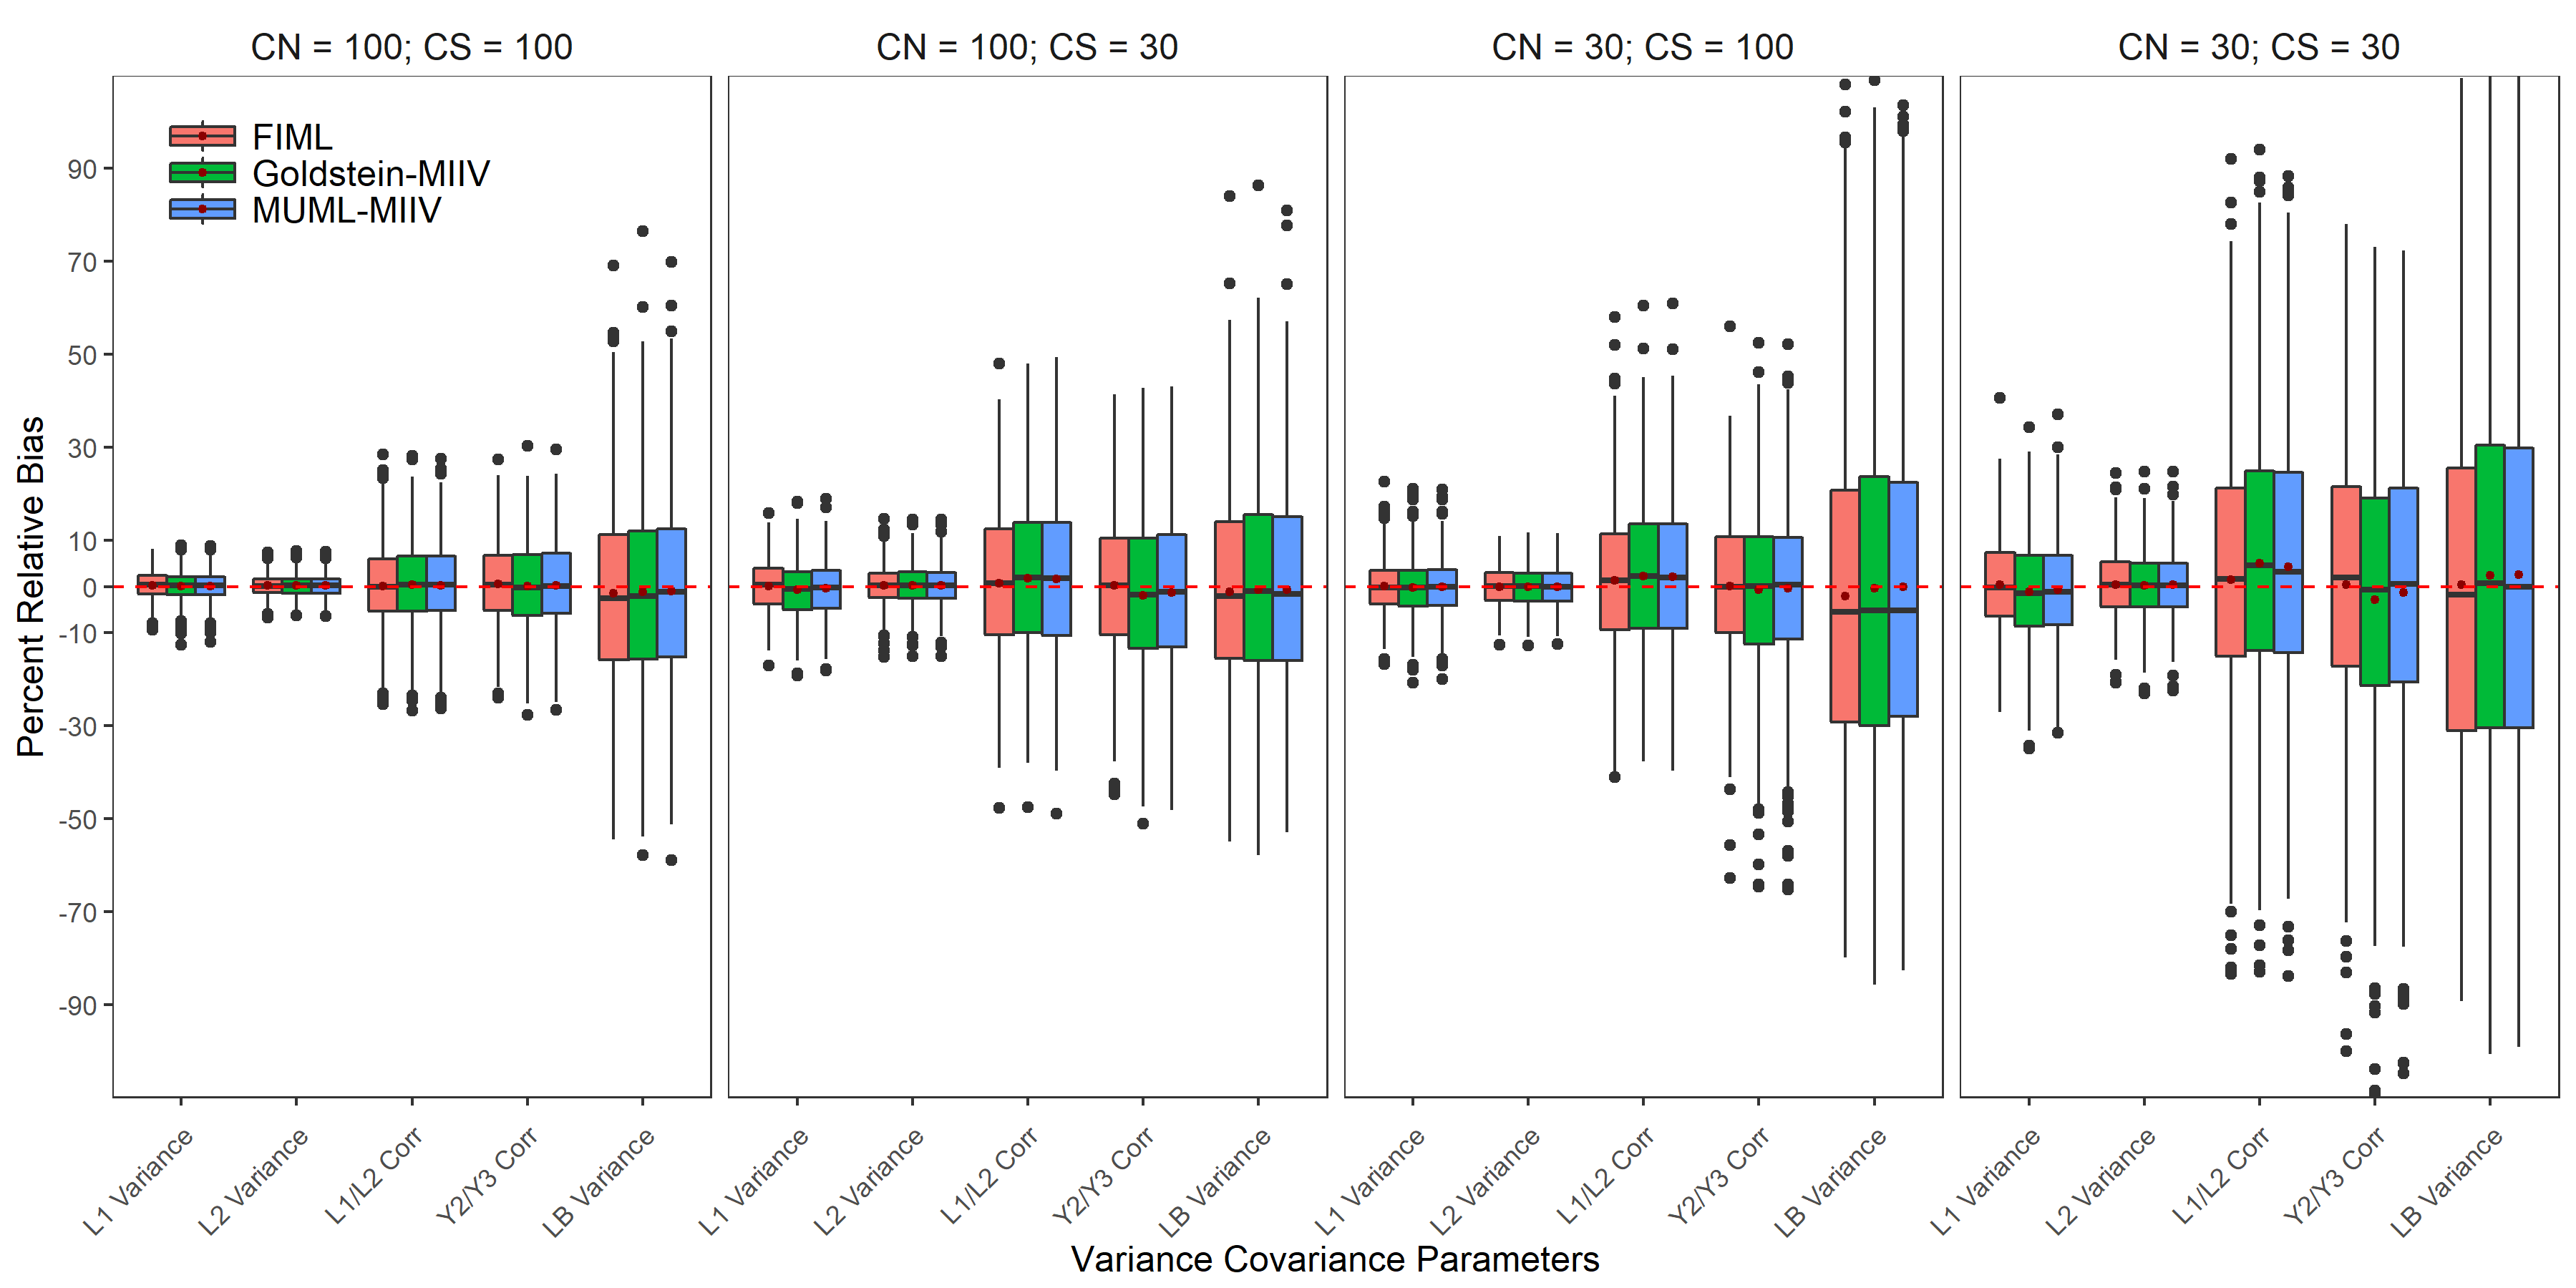 CN = 100; CS = 100
CN = 100; CS = 30
CN = 30; CS = 100
CN = 30; CS = 30
FIML
Goldstein-MIIV
MUML-MIIV
Percent Relative Bias
90
70
50
30
10
0
-10
-30
-50
-70
-90
L1 Variance
L2 Variance
L1/L2 Corr
Y2/Y3 Corr
LB Variance
L1 Variance
L2 Variance
L1/L2 Corr
Y2/Y3 Corr
LB Variance
L1 Variance
L2 Variance
L1/L2 Corr
Y2/Y3 Corr
LB Variance
L1 Variance
L2 Variance
L1/L2 Corr
Y2/Y3 Corr
LB Variance
Variance Covariance Parameters